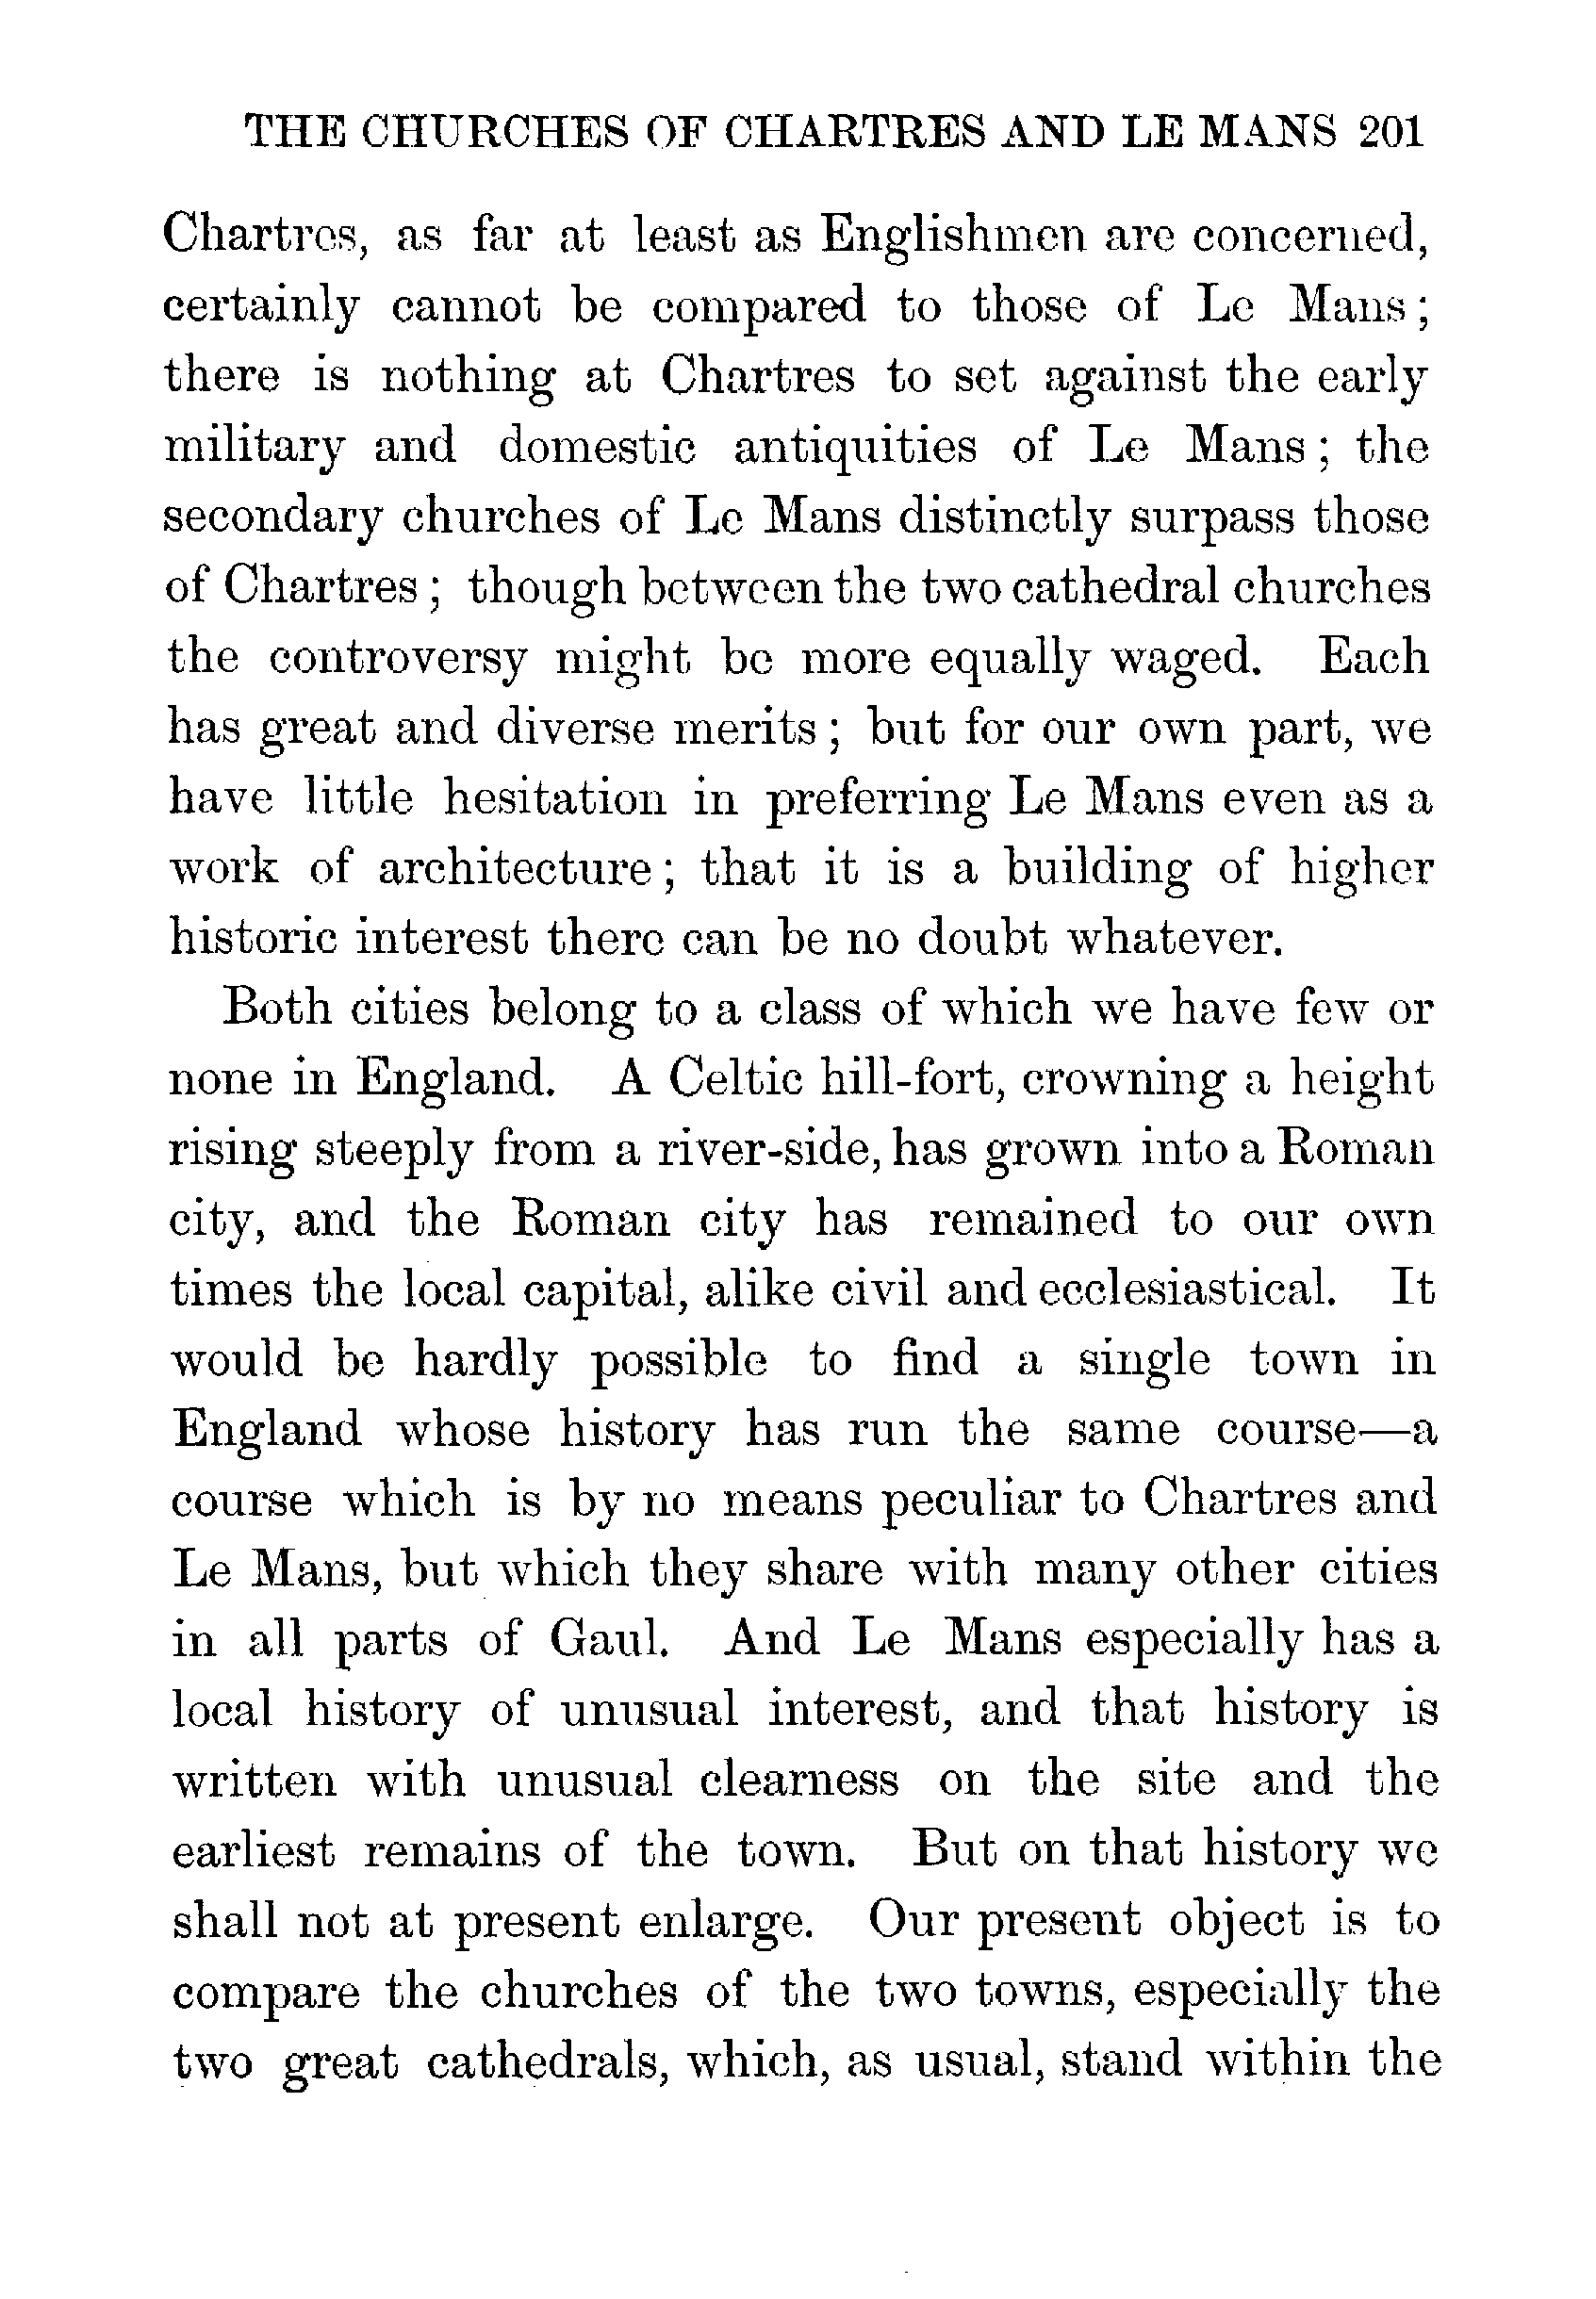 THE CHURCHES OF CHARTRES AND LE MANS 201
Chartres, as far at least as Englishmen are concerned,
certainly cannot be compared to those of Le Mans;
there is nothing at Chartres to set against the early
military and domestic antiquities of Le Mans; the
secondary churches of Le Mans distinctly surpass those
of Chartres; though between the two cathedral churches
the controversy might be more equally waged. Each
has great and diverse merits; but for our own part, we
have little hesitation in preferring Le Mans even as a
work of architecture; that it is a building of higher
historic interest there can be no doubt whatever.
Both cities belong to a class of which we have few or
none in England. A Celtic hill-fort, crowning a height
rising steeply from a river-side, has grown into a Roman
city, and the Roman city has remained to our own
times the local capital, alike civil and ecclesiastical. It
would be hardly possible to find a single town in
England whose history has run the same course—a
course which is by no means peculiar to Chartres and
Le Mans, but which they share with many other cities
in all parts of Gaul. And Le Mans especially has a
local history of unusual interest, and that history is
written with unusual clearness on the site and the
earliest remains of the town. But on that history we
shall not at present enlarge. Our present object is to
compare the churches of the two towns, especially the
two great cathedrals, which, as usual, stand within the